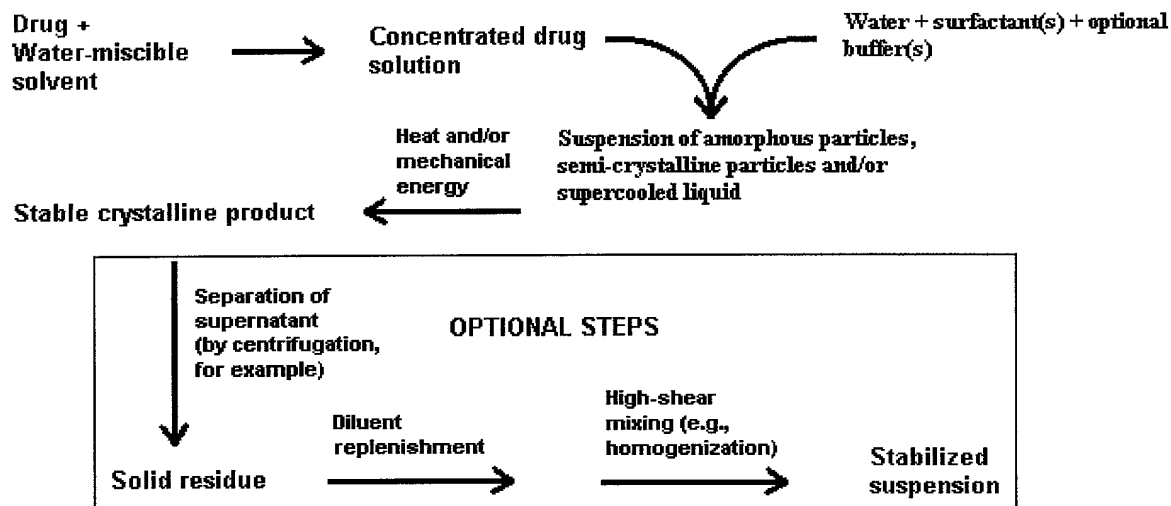 Drug +
Water-miscible
solvent
Concentrated drug
solution
Water + surfactant(s) + optional
buffer(s)
Heat and/or
mechanical
energy
Suspension of amorphous particles,
semi-crystalline particles and/or
supercooled liquid
Stable crystalline product
Separation of
supernatant
(by centrifugation,
for example)
OPTIONAL STEPS
Diluent
replenishment
High-shear
mixing (e.g.,
homogenization)
Solid residue
Stabilized
suspension